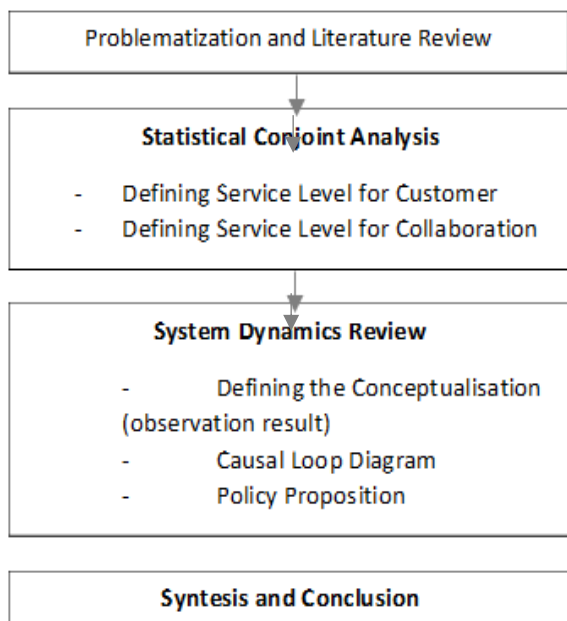 Problematization and Literature Review
Statistical Conjoint Analysis
- Defining Service Level for Customer
- Defining Service Level for Collaboration
System Dynamics Review
- Defining the Conceptualisation
(observation result)
- Causal Loop Diagram
- Policy Proposition
Syntesis and Conclusion